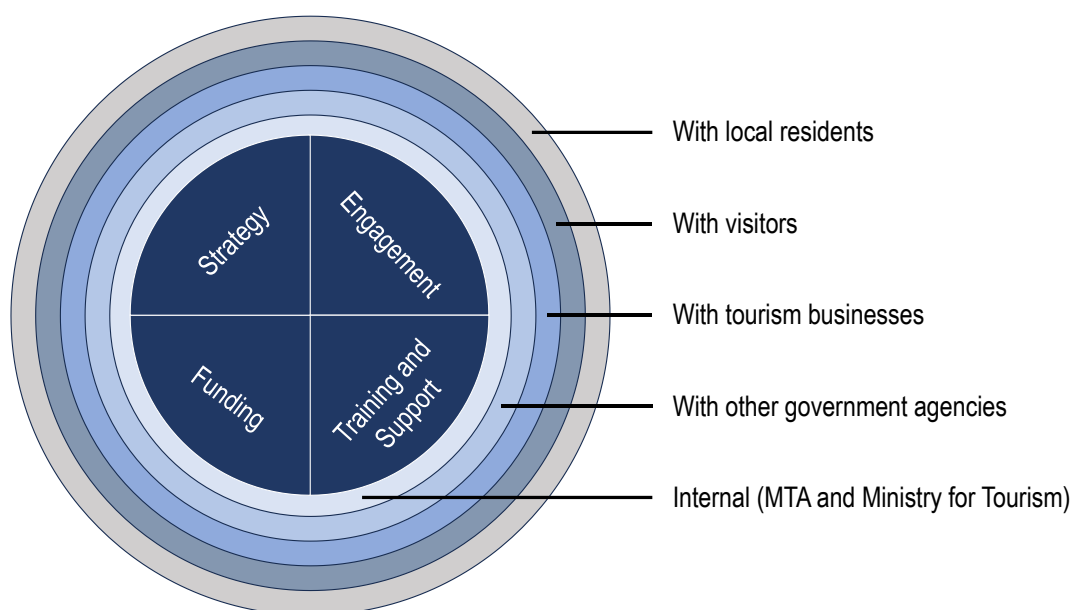 Strategy
Engagement
Funding
Training and
Support
With local residents
With visitors
With tourism businesses
With other government agencies
Internal (MTA and Ministry for Tourism)